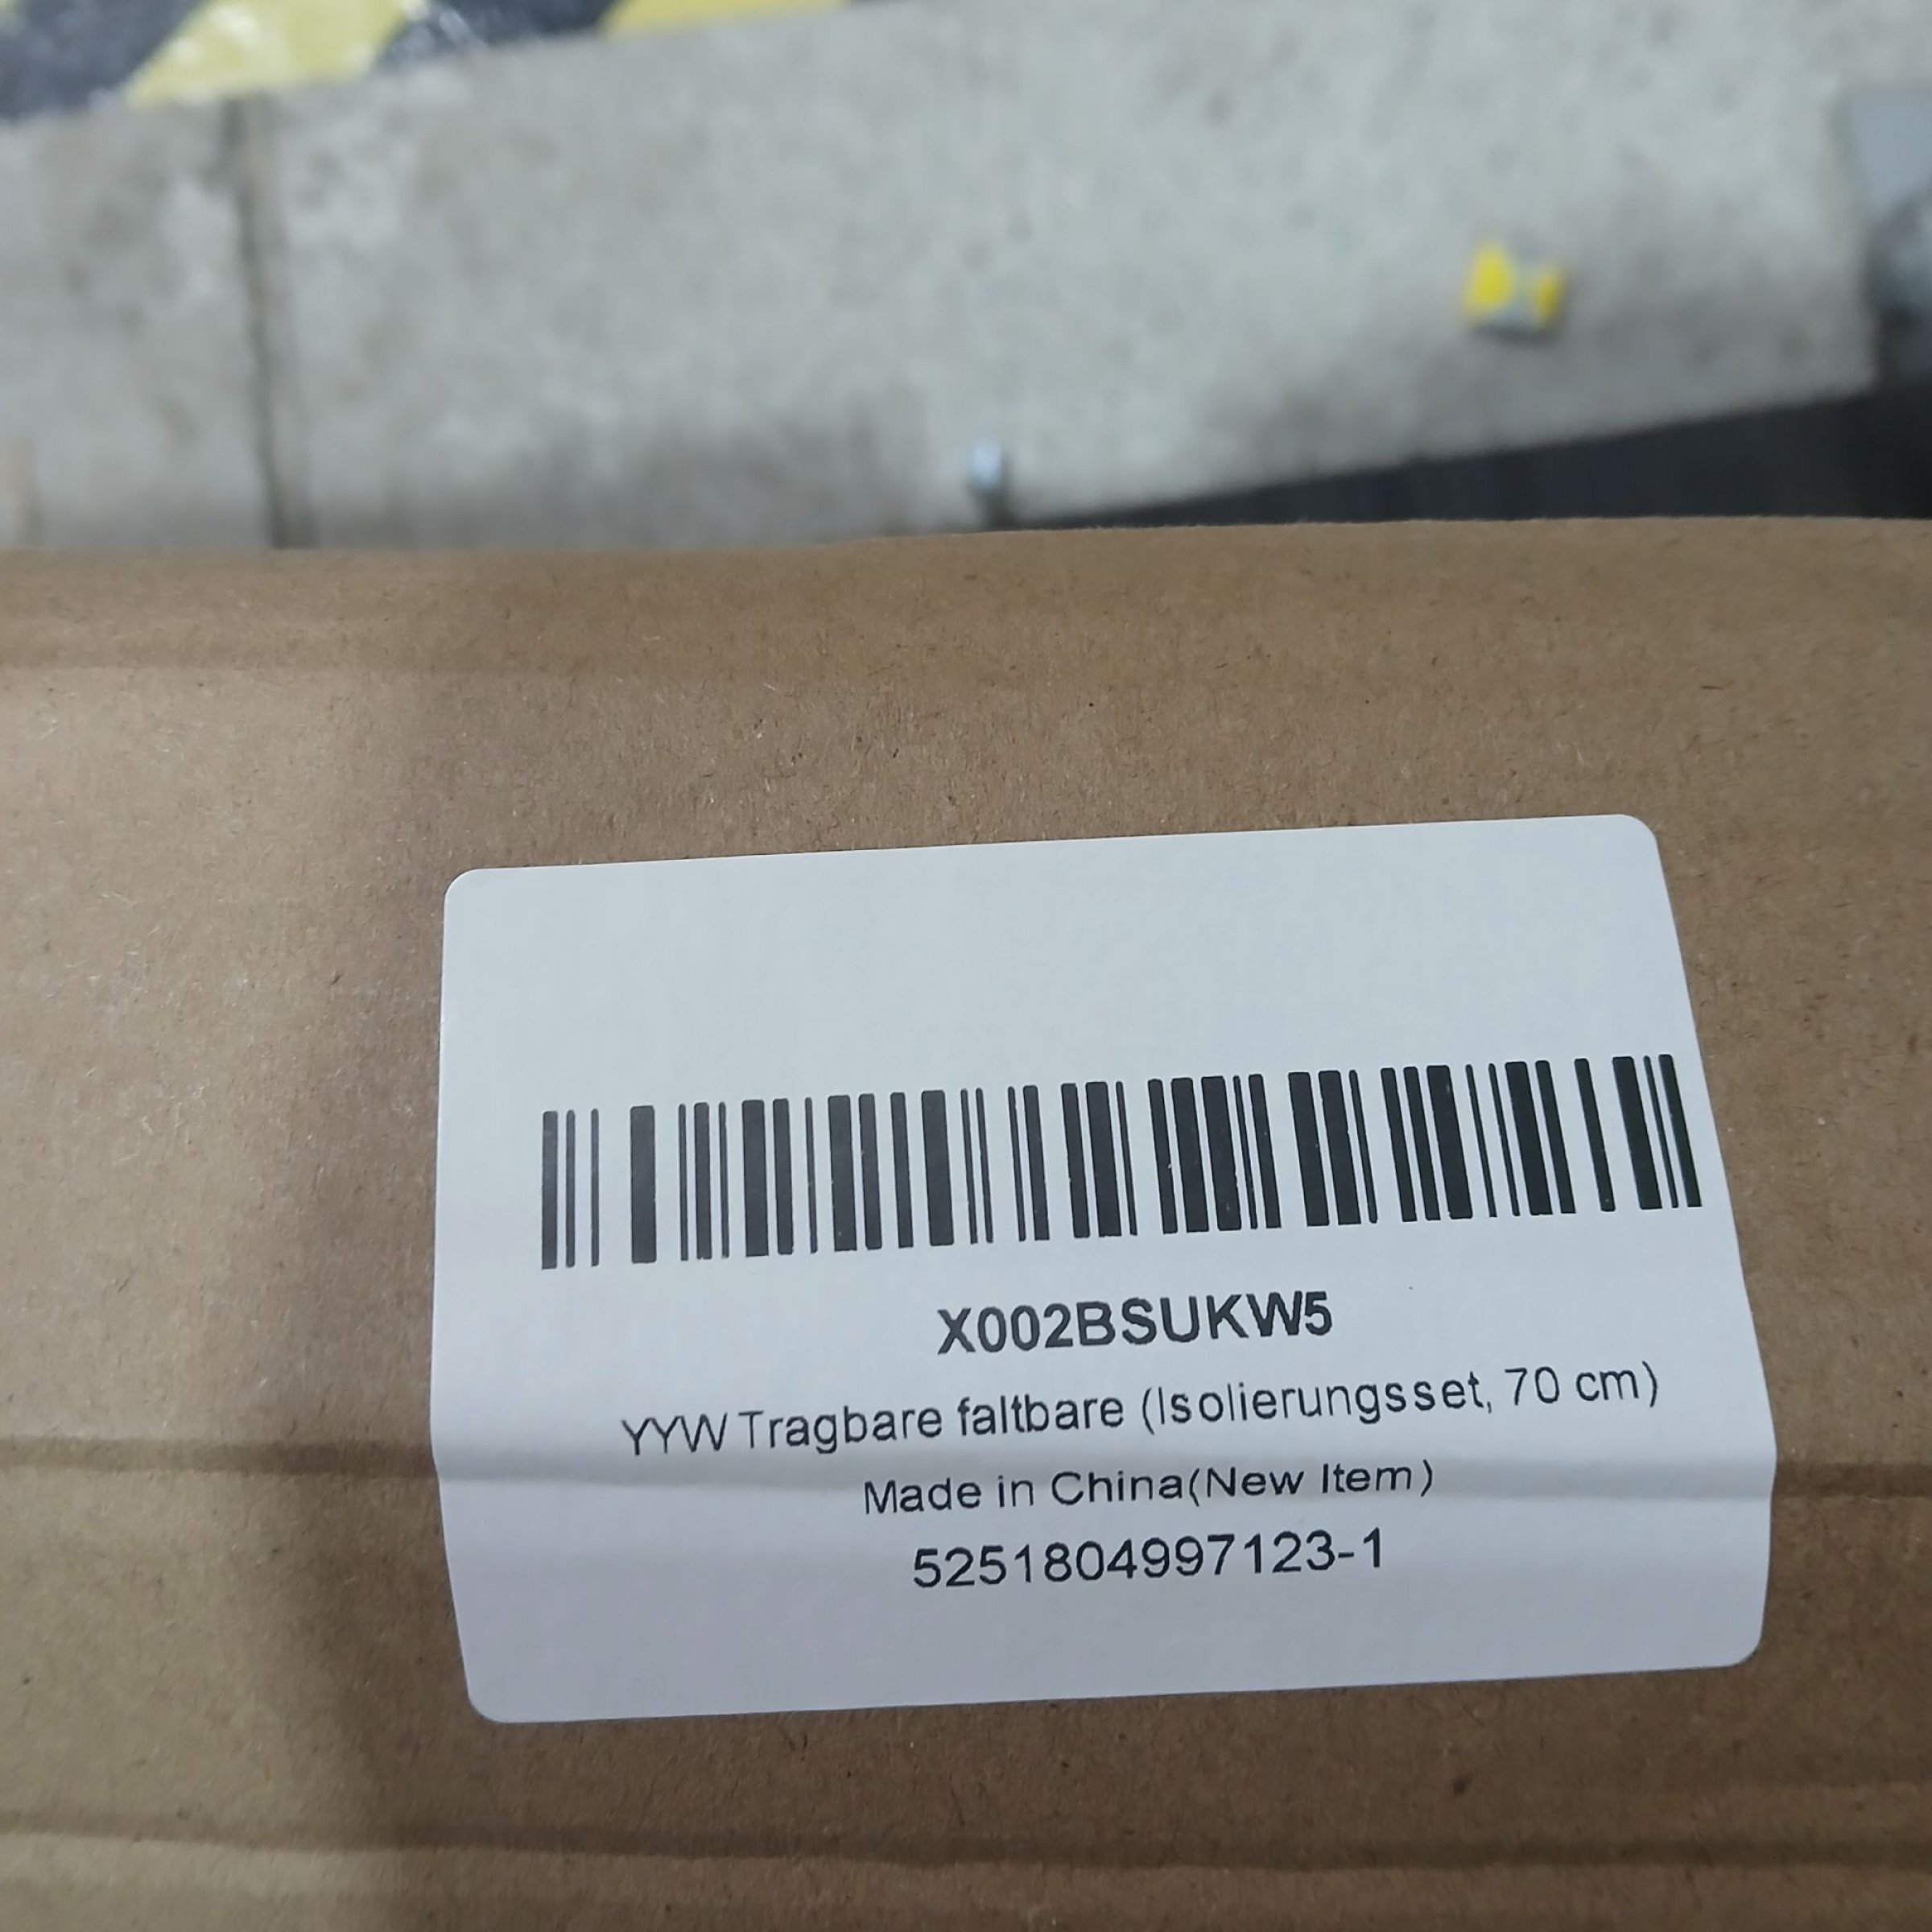 X002BSUKW5
YYW Tragbare faltbare (Isolierungsset, 70 cm)
Made in China(New Item)
5251804997123-1